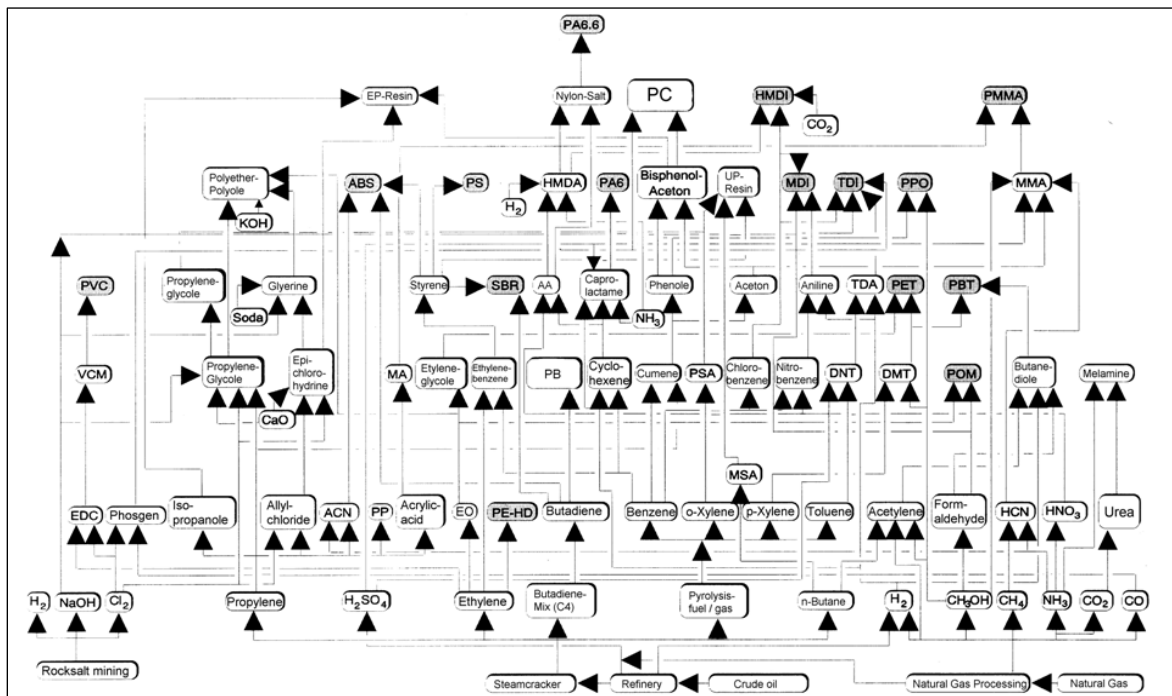 PA6.6
EP-Resin
Nylon-Salt
PC
HMDI
PMMA
CO2
Polyether-
Polyole
ABS
PS
HMDA
PA6
Bisphenol-
Aceton
UP-
Resin
MDI
TDI
PPO
MMA
H2
KOH
PVC
Propylene-
glycole
Glyerine
Styrene
SBR
AA
Capro-
lactame
Phenole
Aceton
Aniline
TDA
PET
PBT
Soda
NH3
VCM
Propylene-
Glycole
Epi-
chloro-
hydrine
MA
Etylene-
glycole
Ethylene-
benzene
PB
Cyclo-
hexene
Cumene
PSA
Chloro-
benzene
Nitro-
benzene
DNT
DMT
POM
Butane-
diole
Melamine
CaO
MSA
EDC
Phosgen
Iso-
propanole
Allyl-
chloride
ACN
PP
Acrylic-
acid
EO
PE-HD
Butadiene
Benzene
o-Xylene
p-Xylene
Toluene
Acetylene
Form-
aldehyde
HCN
HNO3
Urea
H2
NaOH
Cl2
Propylene
H2SO4
Ethylene
Butadiene-
Mix (C4)
Pyrolysis-
fuel / gas
n-Butane
H2
CH3OH
CH4
NH3
CO2
CO
Rocksalt mining
Steamcracker
Refinery
Crude oil
Natural Gas Processing
Natural Gas